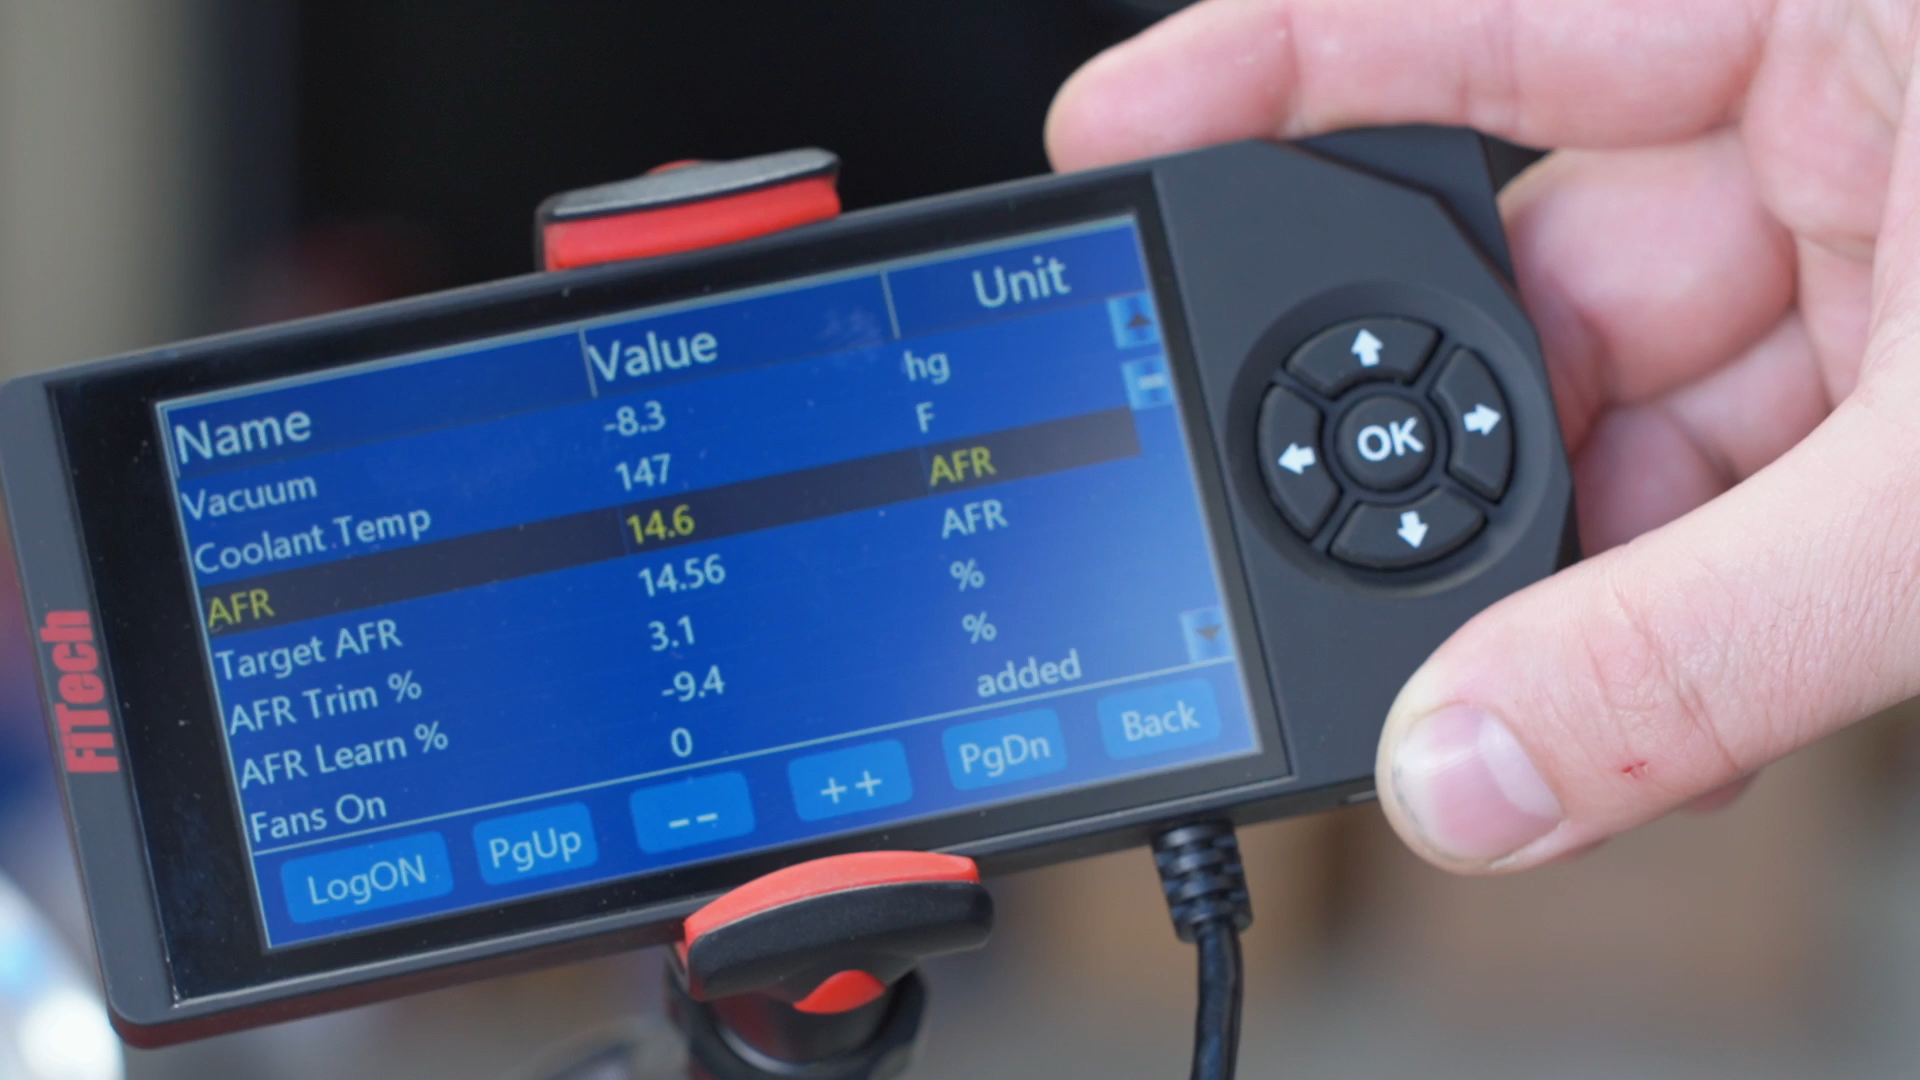 Name Value Unit
Vacuum -8.3 hg
Coolant Temp 147 F
AFR 14.6 AFR
Target AFR 14.56 AFR
AFR Trim % 3.1 %
AFR Learn % -9.4 %
Fans On 0 added
LogON PgUp -- ++ PgDn Back
FiTech
OK